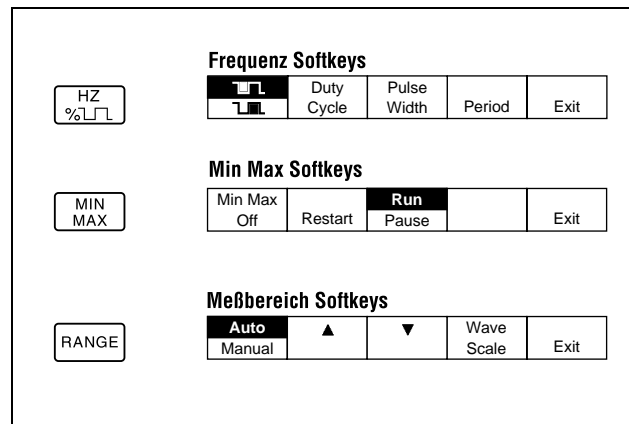 Frequenz Softkeys
HZ
%
Duty
Cycle
Pulse
Width
Period
Exit
Min Max Softkeys
MIN
MAX
Min Max
Off
Restart
Run
Pause
Exit
Meßbereich Softkeys
RANGE
Auto
Manual
▲
▼
Wave
Scale
Exit